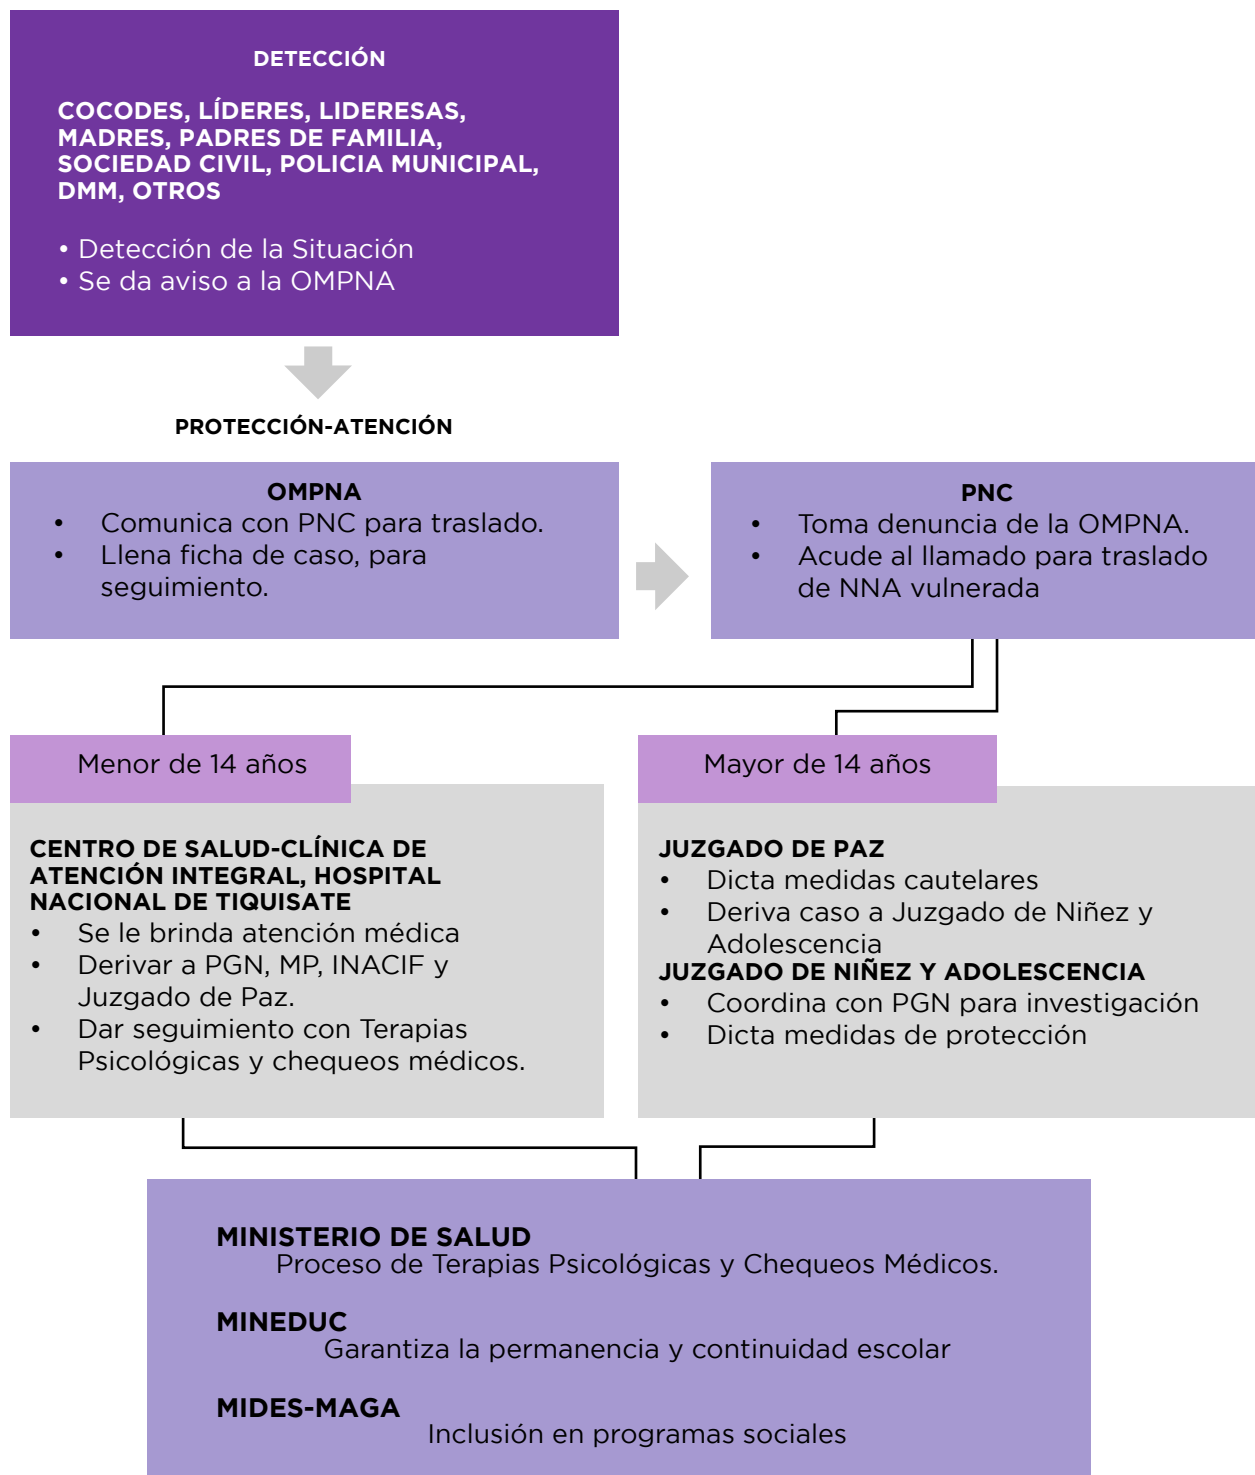 DETECCIÓN
COCODES, LÍDERES, LIDERESAS,
MADRES, PADRES DE FAMILIA,
SOCIEDAD CIVIL, POLICIA MUNICIPAL,
DMM, OTROS
• Detección de la Situación
• Se da aviso a la OMPNA
PROTECCIÓN-ATENCIÓN
OMPNA
• Comunica con PNC para traslado.
• Llena ficha de caso, para
seguimiento.
PNC
• Toma denuncia de la OMPNA.
• Acude al llamado para traslado
de NNA vulnerada
Menor de 14 años
CENTRO DE SALUD-CLÍNICA DE
ATENCIÓN INTEGRAL, HOSPITAL
NACIONAL DE TIQUISATE
• Se le brinda atención médica
• Derivar a PGN, MP, INACIF y
Juzgado de Paz.
• Dar seguimiento con Terapias
Psicológicas y chequeos médicos.
Mayor de 14 años
JUZGADO DE PAZ
• Dicta medidas cautelares
• Deriva caso a Juzgado de Niñez y
Adolescencia
JUZGADO DE NIÑEZ Y ADOLESCENCIA
• Coordina con PGN para investigación
• Dicta medidas de protección
MINISTERIO DE SALUD
Proceso de Terapias Psicológicas y Chequeos Médicos.
MINEDUC
Garantiza la permanencia y continuidad escolar
MIDES-MAGA
Inclusión en programas sociales